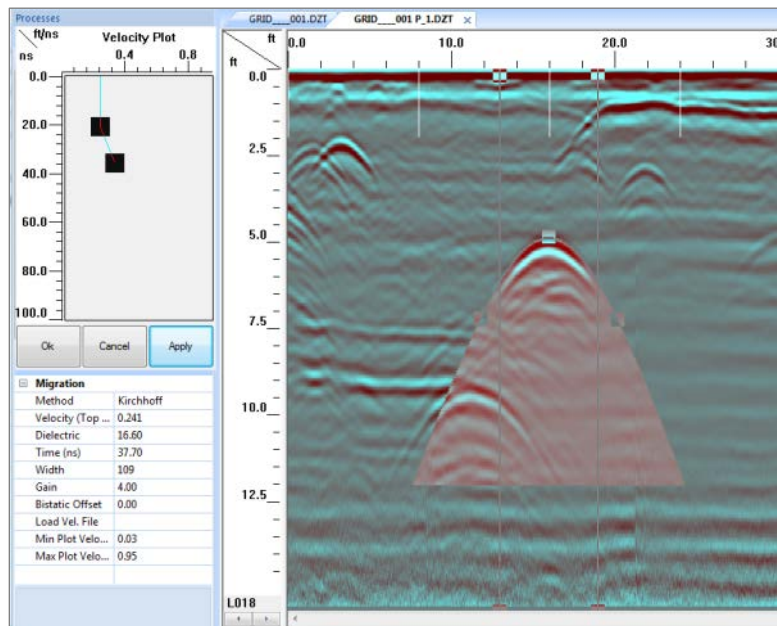 Processes
ft/ns
Velocity Plot
ns
0.4
0.8
0.0
20.0
40.0
60.0
80.0
100.0
Ok Cancel Apply
Migration
Method Kirchhoff
Velocity (Top ... 0.241
Dielectric 16.60
Time (ns) 37.70
Width 109
Gain 4.00
Bistatic Offset 0.00
Load Vel. File
Min Plot Velo... 0.03
Max Plot Velo... 0.95
GRID____001.DZT GRID____001 P_1.DZT ×
ft
ft
0.0 10.0 20.0 30
0.0
2.5
5.0
7.5
10.0
12.5
L018